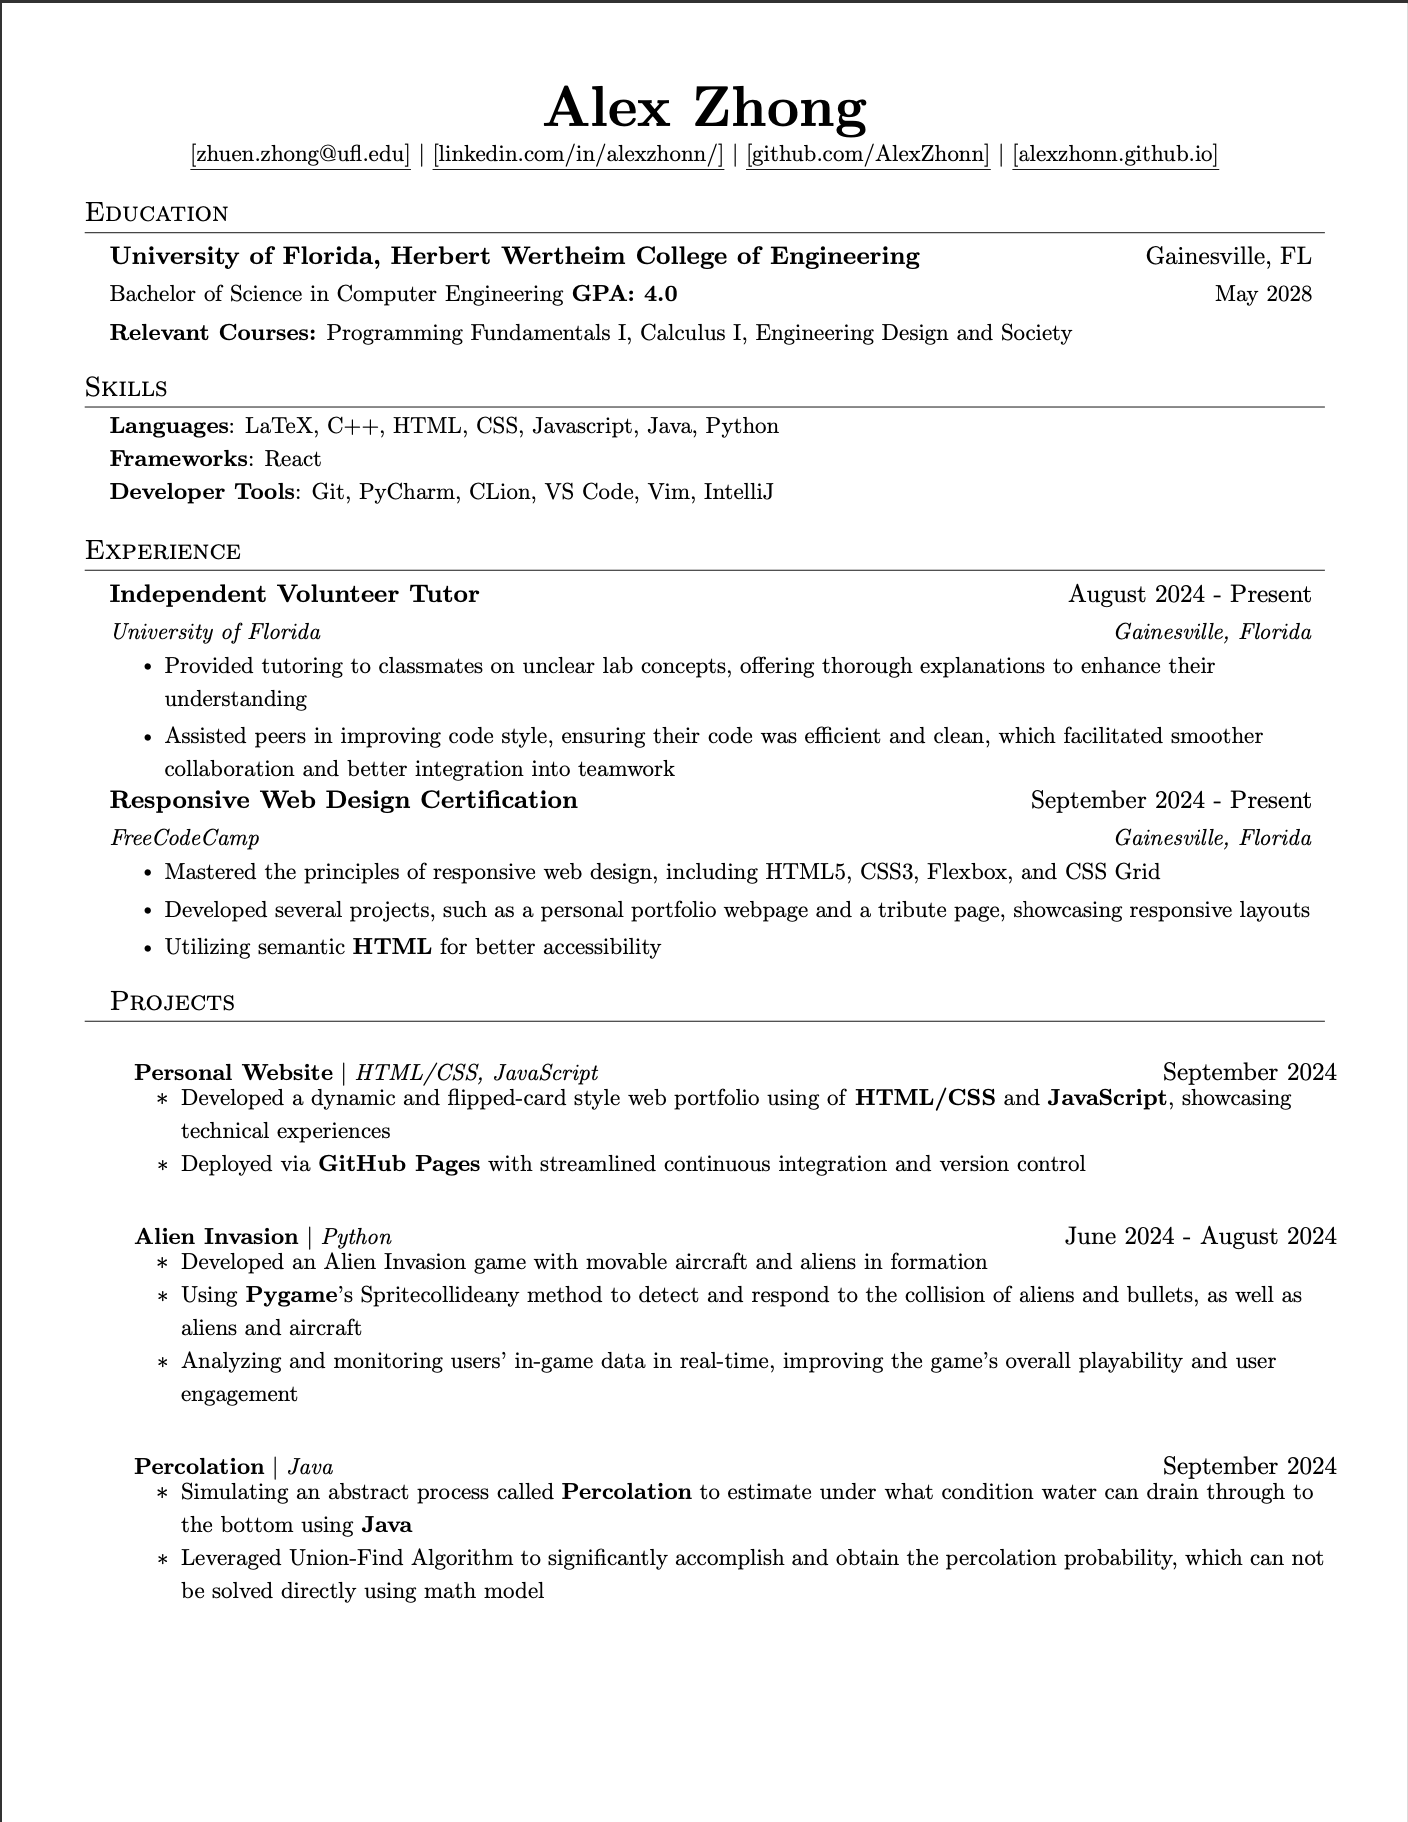 Alex Zhong
[zhuen.zhong@ufl.edu] | [linkedin.com/in/alexzhonn/] | [github.com/AlexZhonn] | [alexzhonn.github.io]
Education
University of Florida, Herbert Wertheim College of Engineering Gainesville, FL
Bachelor of Science in Computer Engineering GPA: 4.0 May 2028
Relevant Courses: Programming Fundamentals I, Calculus I, Engineering Design and Society
Skills
Languages: LaTeX, C++, HTML, CSS, Javascript, Java, Python
Frameworks: React
Developer Tools: Git, PyCharm, CLion, VS Code, Vim, IntelliJ
Experience
Independent Volunteer Tutor August 2024 - Present
University of Florida Gainesville, Florida
• Provided tutoring to classmates on unclear lab concepts, offering thorough explanations to enhance their
understanding
• Assisted peers in improving code style, ensuring their code was efficient and clean, which facilitated smoother
collaboration and better integration into teamwork
Responsive Web Design Certification September 2024 - Present
FreeCodeCamp Gainesville, Florida
• Mastered the principles of responsive web design, including HTML5, CSS3, Flexbox, and CSS Grid
• Developed several projects, such as a personal portfolio webpage and a tribute page, showcasing responsive layouts
• Utilizing semantic HTML for better accessibility
Projects
Personal Website | HTML/CSS, JavaScript September 2024
* Developed a dynamic and flipped-card style web portfolio using of HTML/CSS and JavaScript, showcasing
technical experiences
* Deployed via GitHub Pages with streamlined continuous integration and version control
Alien Invasion | Python June 2024 - August 2024
* Developed an Alien Invasion game with movable aircraft and aliens in formation
* Using Pygame's Spritecollideany method to detect and respond to the collision of aliens and bullets, as well as
aliens and aircraft
* Analyzing and monitoring users' in-game data in real-time, improving the game's overall playability and user
engagement
Percolation | Java September 2024
* Simulating an abstract process called Percolation to estimate under what condition water can drain through to
the bottom using Java
* Leveraged Union-Find Algorithm to significantly accomplish and obtain the percolation probability, which can not
be solved directly using math model